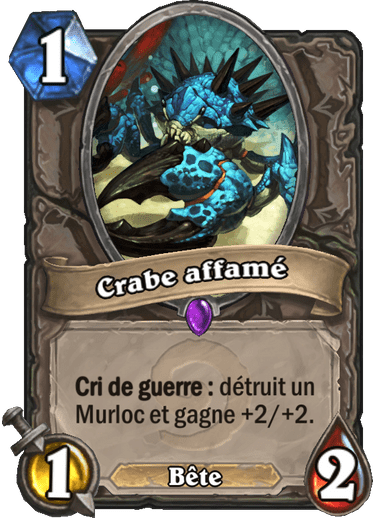 1
Crabe affamé
Cri de guerre : détruit un
Murloc et gagne +2/+2.
1
Bête
2